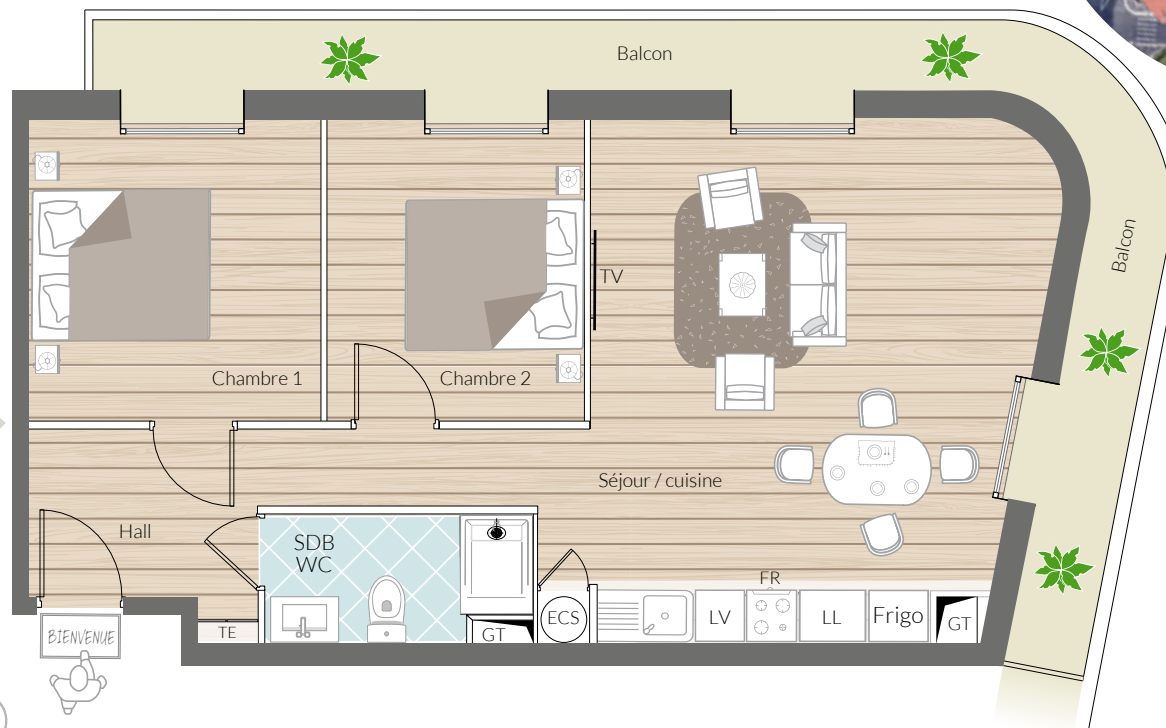 Balcon
Balcon
TV
Chambre 1
Chambre 2
Séjour / cuisine
Hall
SDB
WC
FR
ECS
LV
LL
Frigo
GT
TE
GT
BIENVENUE